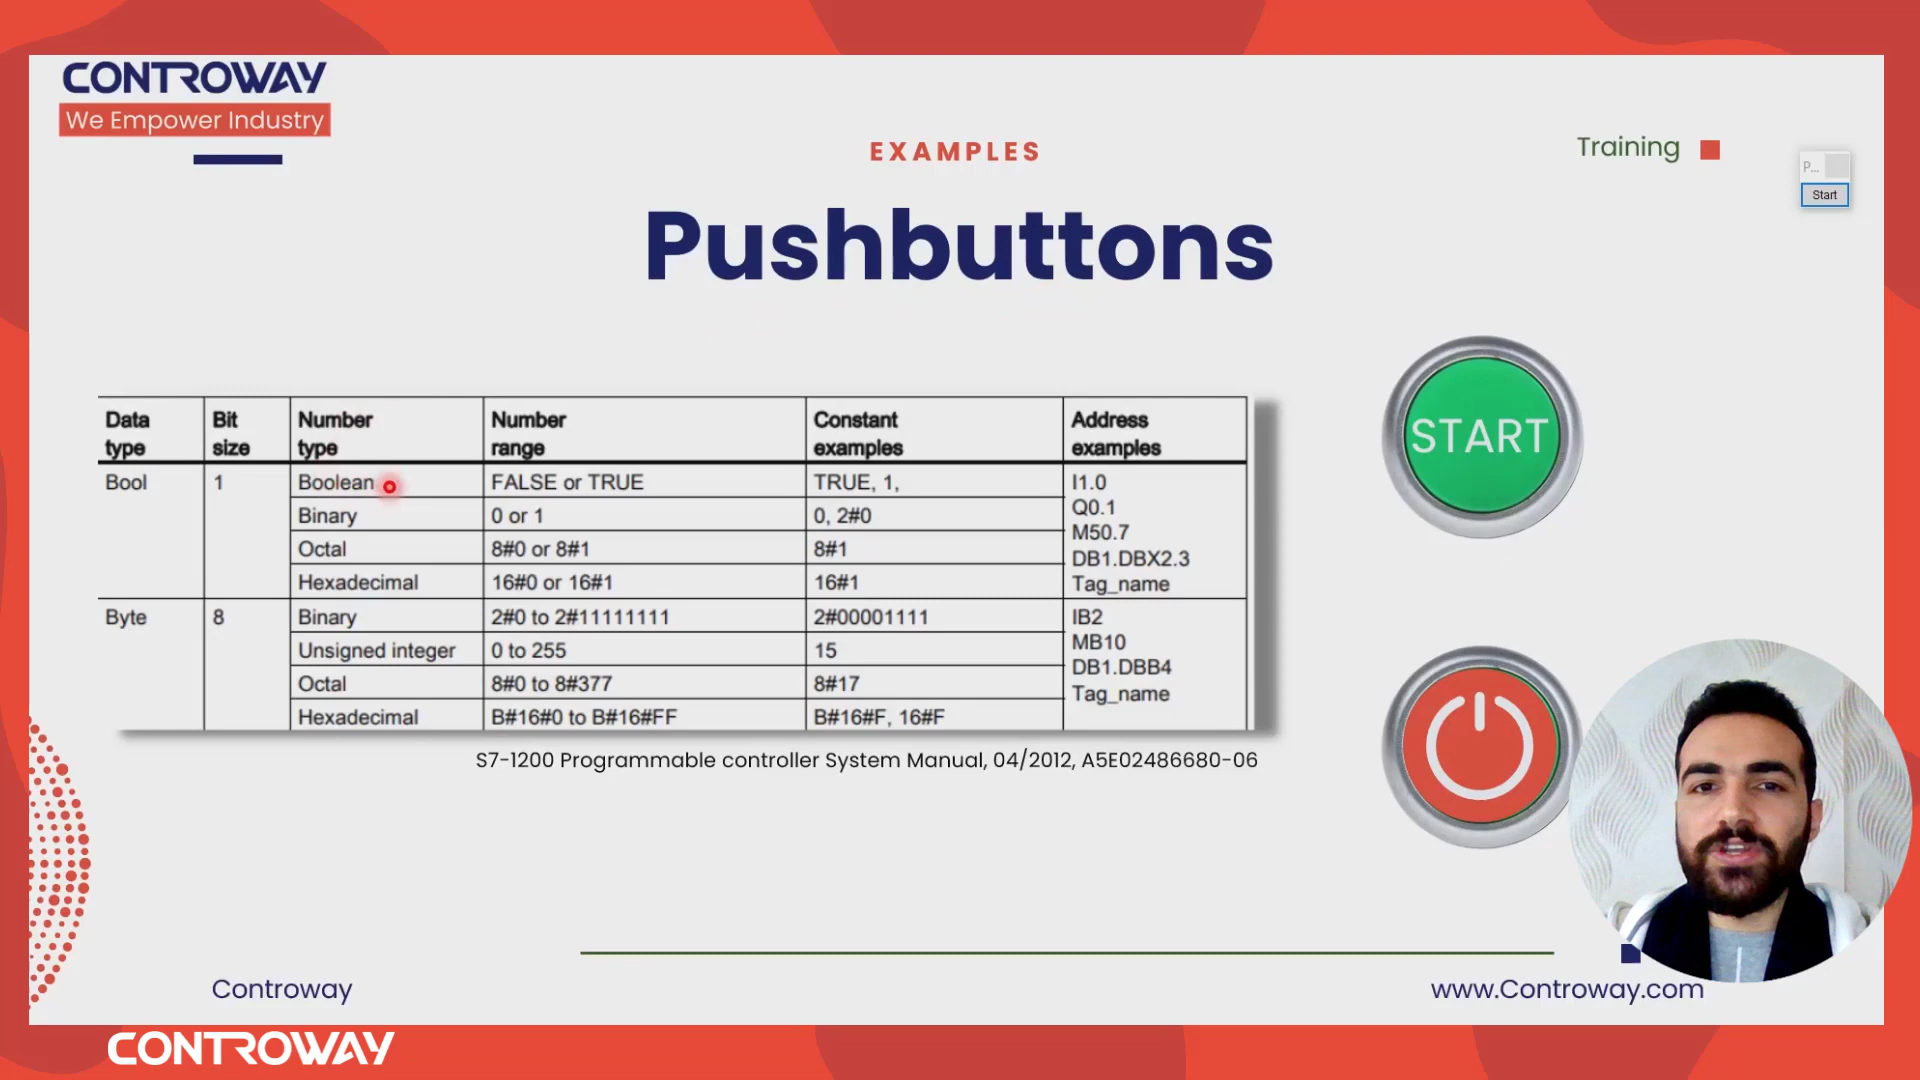 CONTROWAY
We Empower Industry
EXAMPLES
Training
P...
Start
Pushbuttons
Data type | Bit size | Number type | Number range | Constant examples | Address examples
Bool | 1 | Boolean | FALSE or TRUE | TRUE, 1, | I1.0
Binary | 0 or 1 | 0, 2#0 | Q0.1
Octal | 8#0 or 8#1 | 8#1 | M50.7
DB1.DBX2.3
Hexadecimal | 16#0 or 16#1 | 16#1 | Tag_name
Byte | 8 | Binary | 2#0 to 2#11111111 | 2#00001111 | IB2
Unsigned integer | 0 to 255 | 15 | MB10
Octal | 8#0 to 8#377 | 8#17 | DB1.DBB4
Tag_name
Hexadecimal | B#16#0 to B#16#FF | B#16#F, 16#F
S7-1200 Programmable controller System Manual, 04/2012, A5E02486680-06
START
Controway
www.Controway.com
CONTROWAY